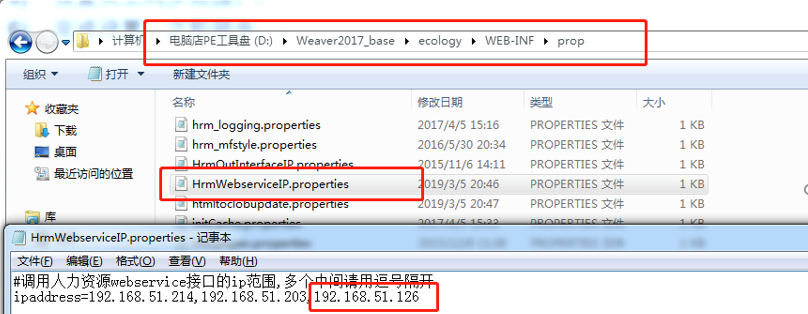 计算机 ▸ 电脑店PE工具盘 (D:) ▸ Weaver2017_base ▸ ecology ▸ WEB-INF ▸ prop
组织 打开 新建文件夹
名称 修改日期 类型 大小
收藏夹
下载
桌面
最近访问的位置
库
hrm_logging.properties 2017/4/5 15:16 PROPERTIES 文件 1 KB
hrm_mfstyle.properties 2016/5/30 20:34 PROPERTIES 文件 1 KB
HrmOutInterfaceIP.properties 2015/11/6 14:11 PROPERTIES 文件 1 KB
HrmWebserviceIP.properties 2019/3/5 20:46 PROPERTIES 文件 1 KB
htmltoclobupdate.properties 2019/3/5 20:47 PROPERTIES 文件 1 KB
initCache.properties 2017/4/5 15:33 PROPERTIES 文件 1 KB
HrmWebserviceIP.properties - 记事本
文件(F) 编辑(E) 格式(O) 查看(V) 帮助(H)
#调用人力资源webservice接口的ip范围,多个中间请用逗号隔开
ipaddress=192.168.51.214,192.168.51.203,192.168.51.126